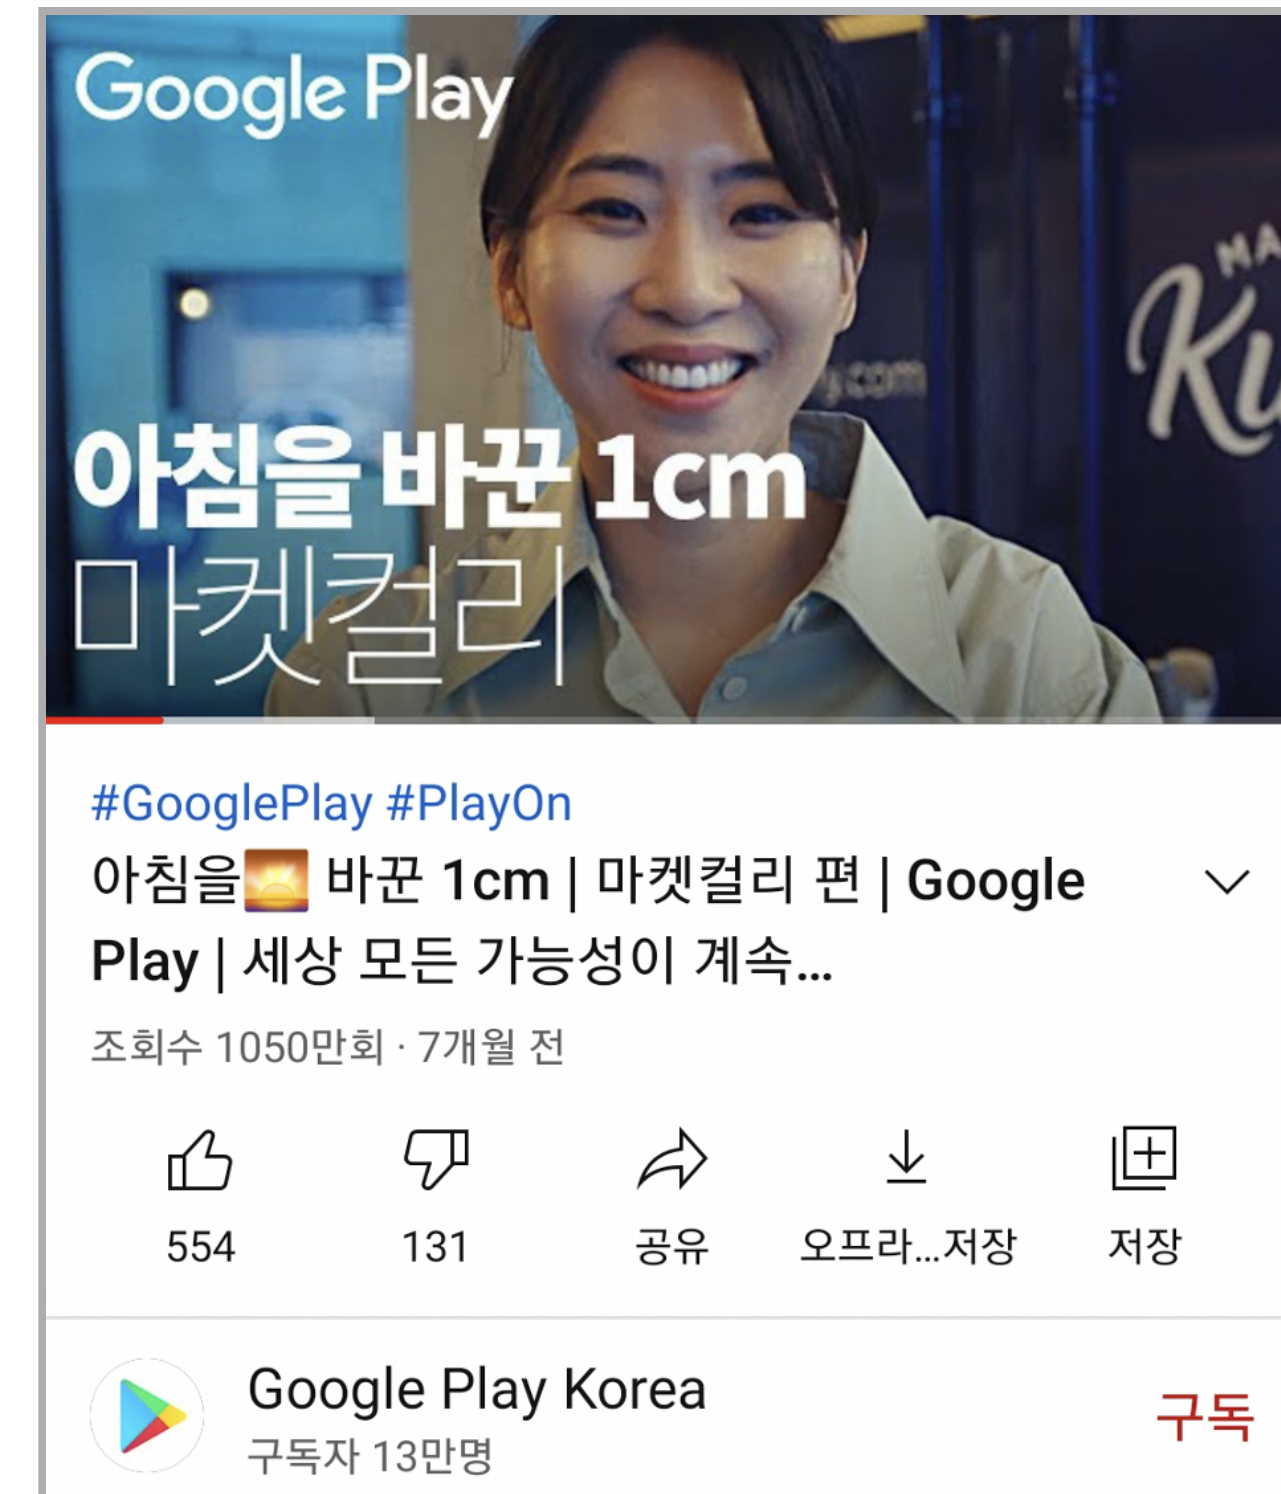 Google Play
MA
Ku
y.com
아침을 바꾼 1cm
마켓컬리
#GooglePlay #PlayOn
아침을🌅 바꾼 1cm | 마켓컬리 편 | Google
Play | 세상 모든 가능성이 계속...
조회수 1050만회 · 7개월 전
554
131
공유
오프라...저장
저장
Google Play Korea
구독자 13만명
구독